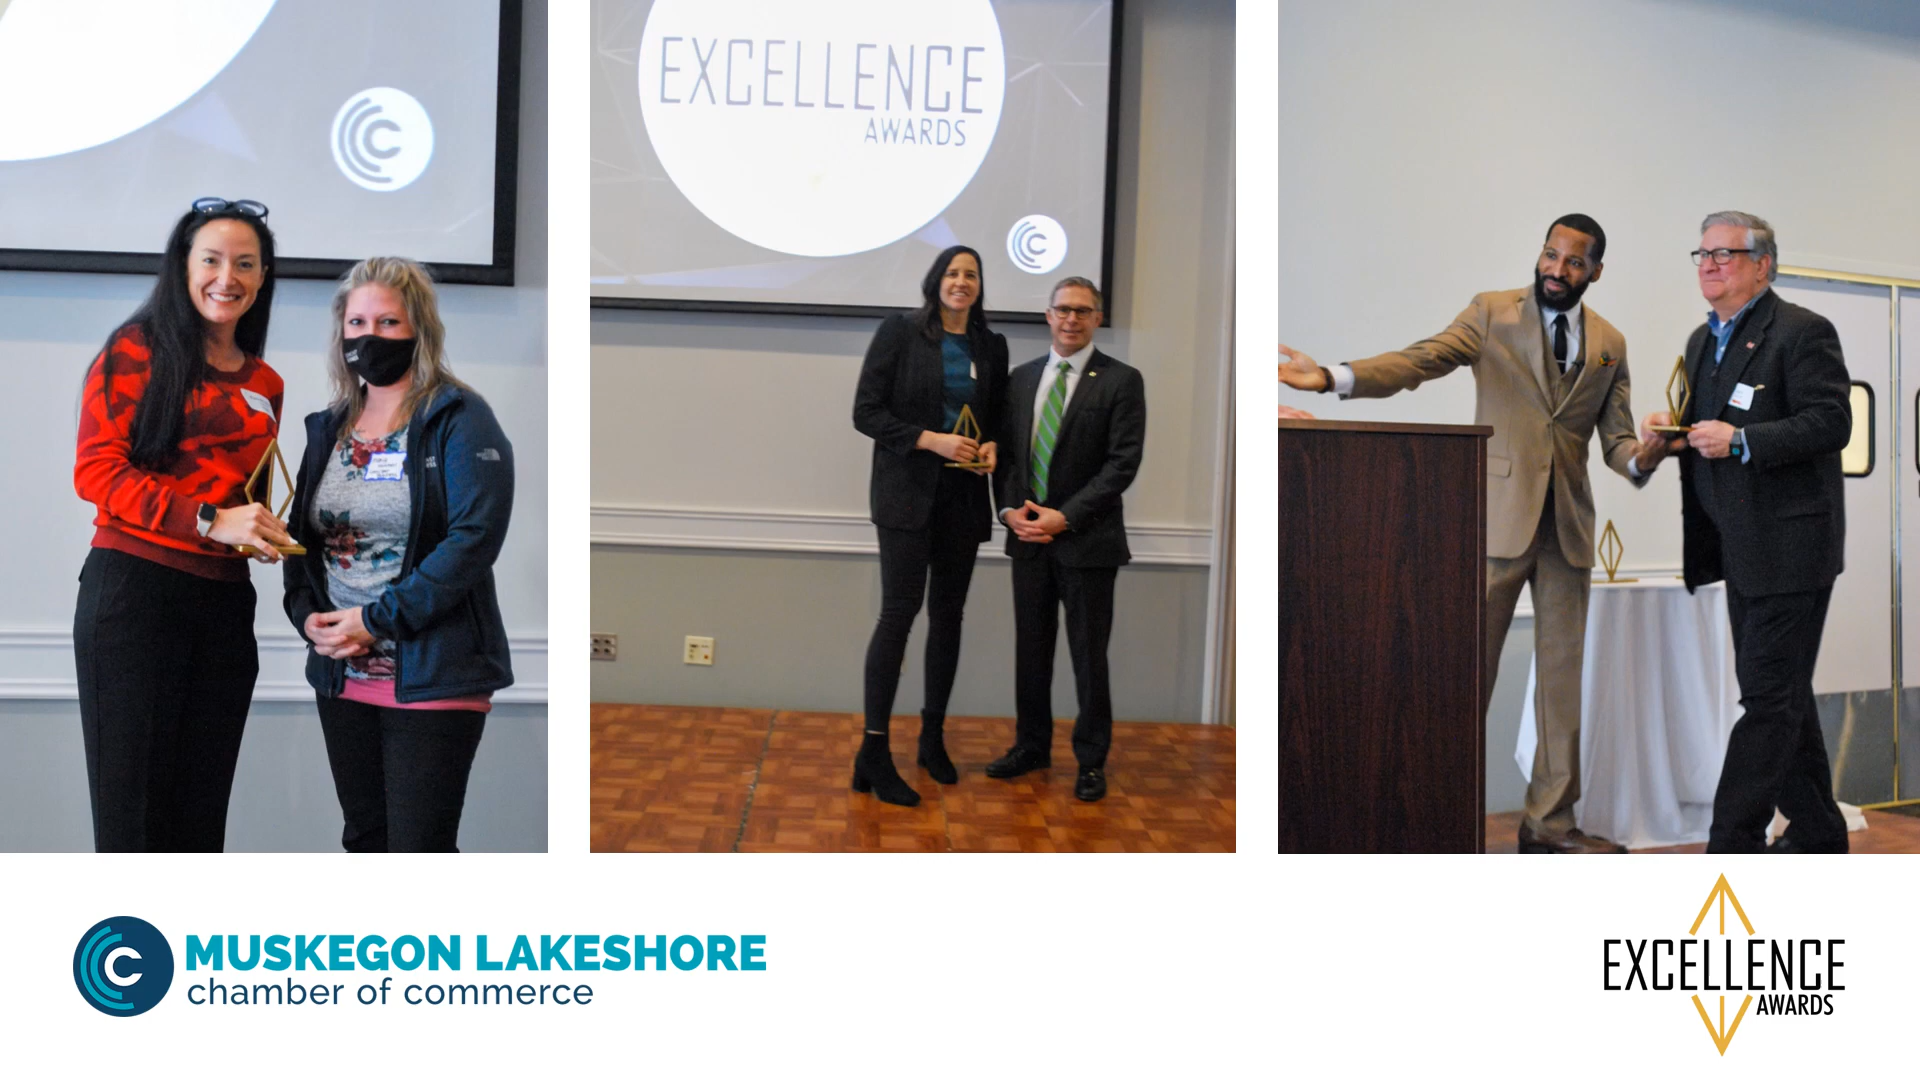 C
EXCELLENCE
AWARDS
C
C
MUSKEGON LAKESHORE
chamber of commerce
EXCELLENCE
AWARDS